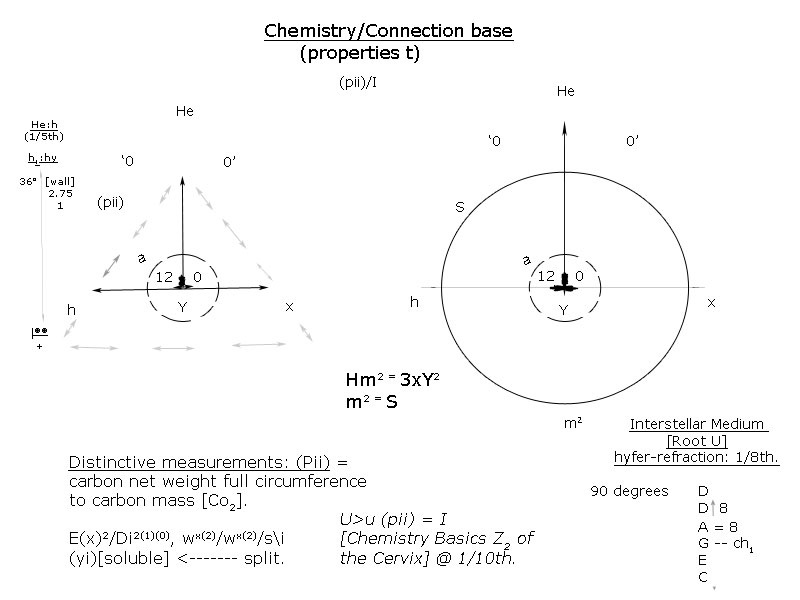 Chemistry/Connection base
(properties t)
(pii)/I
He
He:h
(1/5th)
h1:hy
36° [wall]
2.75
1
‘0 0’
(pii)
a
12 0
Y
h x
+
He
‘0 0’
S
a
12 0
Y
h x
m²
Hm² = 3xY²
m² = S
Interstellar Medium
[Root U]
hyfer-refraction: 1/8th.
Distinctive measurements: (Pii) =
carbon net weight full circumference
to carbon mass [Co₂].
E(x)²/Di²⁽¹⁾⁽⁰⁾, wˣ⁽²⁾/wˣ⁽²⁾/s\i
(yi)[soluble] <------- split.
U>u (pii) = I
[Chemistry Basics Z₂ of
the Cervix] @ 1/10th.
90 degrees D
D 8
A = 8
G -- ch₁
E
C